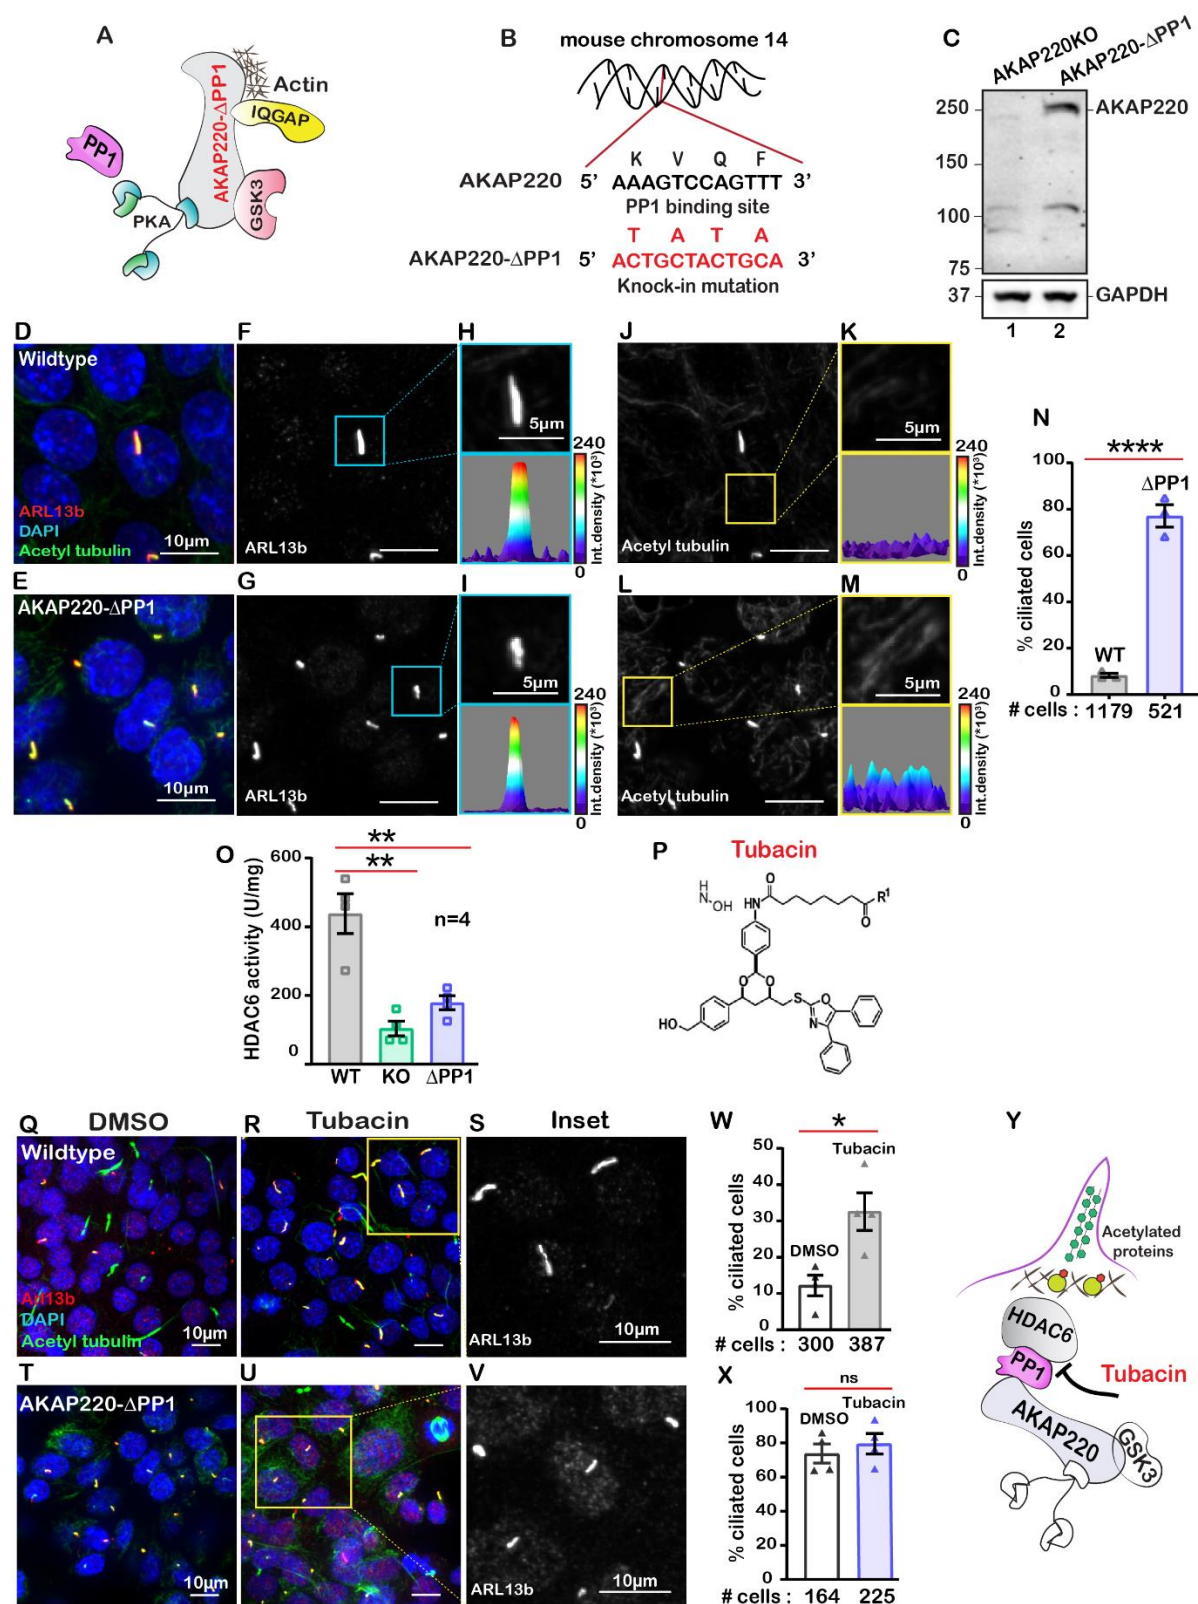 A
Actin
IQGAP
AKAP220-ΔPP1
PP1
PKA
GSK3
B
mouse chromosome 14
K V Q F
AKAP220 5' AAAGTCCAGTTT 3'
PP1 binding site
T A T A
AKAP220-ΔPP1 5' ACTGCTACTGCA 3'
Knock-in mutation
C
AKAP220KO
AKAP220-ΔPP1
250
AKAP220
150
100
75
37
GAPDH
1 2
D
Wildtype
ARL13b
DAPI
Acetyl tubulin
10μm
F
ARL13b
H
5μm
240
Int.density (*10³)
0
J
Acetyl tubulin
K
5μm
240
Int.density (*10³)
0
E
AKAP220-ΔPP1
10μm
G
ARL13b
I
5μm
240
Int.density (*10³)
0
L
Acetyl tubulin
M
5μm
240
Int.density (*10³)
0
N
****
% ciliated cells
100
80
60
40
20
0
WT
ΔPP1
# cells : 1179 521
O
**
**
HDAC6 activity (U/mg)
600
400
200
0
n=4
WT KO ΔPP1
P
Tubacin
H
N
OH
NH
O
O
R¹
O
O
S
O
N
HO
DMSO
Tubacin
Inset
Q
Wildtype
Arl13b
DAPI
Acetyl tubulin
10μm
R
S
ARL13b
10μm
T
AKAP220-ΔPP1
10μm
U
V
ARL13b
10μm
W
*
% ciliated cells
50
40
30
20
10
0
DMSO
Tubacin
# cells : 300 387
X
ns
% ciliated cells
100
80
60
40
20
0
DMSO
Tubacin
# cells : 164 225
Y
Acetylated
proteins
HDAC6
PP1
Tubacin
AKAP220
GSK3